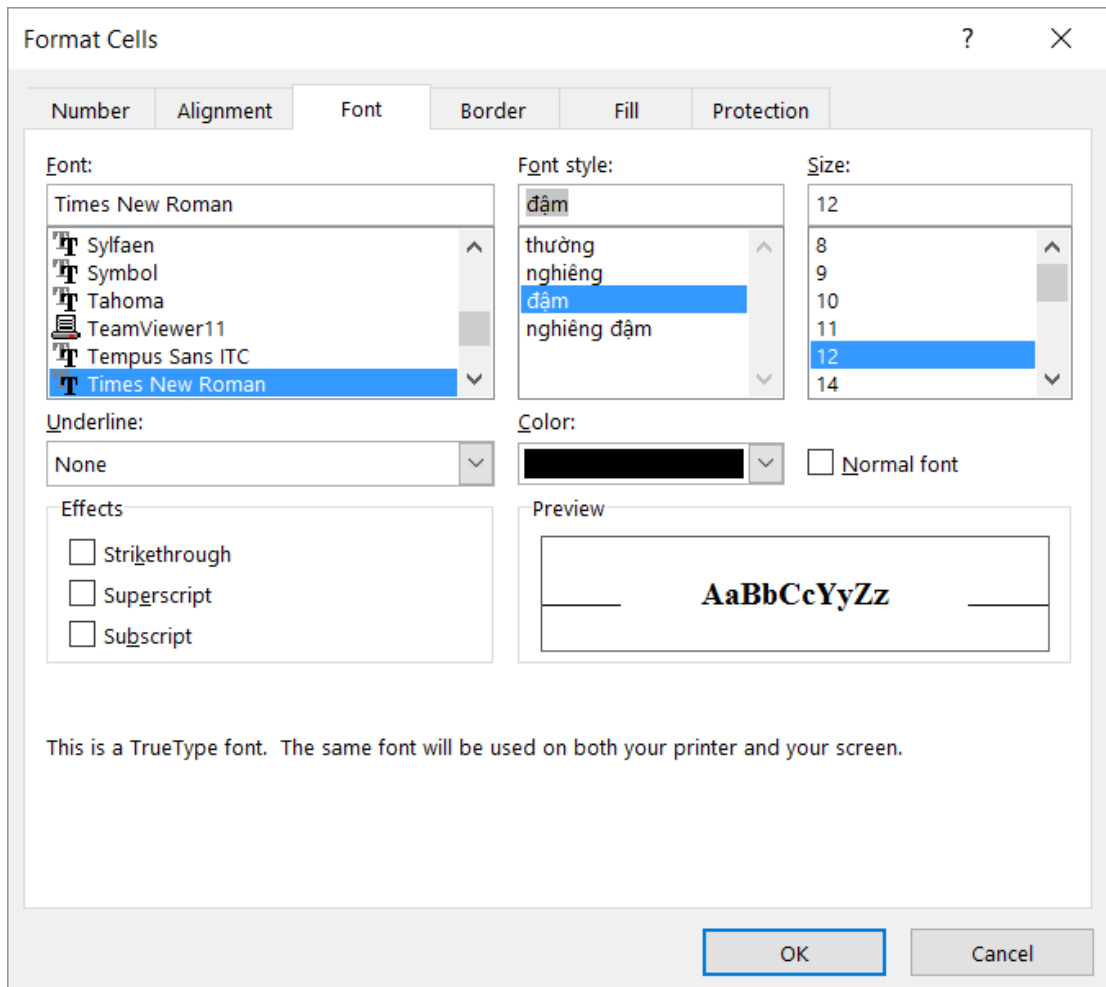 Format Cells ?
Number Alignment Font Border Fill Protection
Font: Font style: Size:
Times New Roman đậm 12
Sylfaen thường 8
Symbol nghiêng 9
Tahoma đậm 10
TeamViewer11 nghiêng đậm 11
Tempus Sans ITC 12
Times New Roman 14
Underline: Color:
None Normal font
Effects Preview
Strikethrough
Superscript AaBbCcYyZz
Subscript
This is a TrueType font. The same font will be used on both your printer and your screen.
OK Cancel